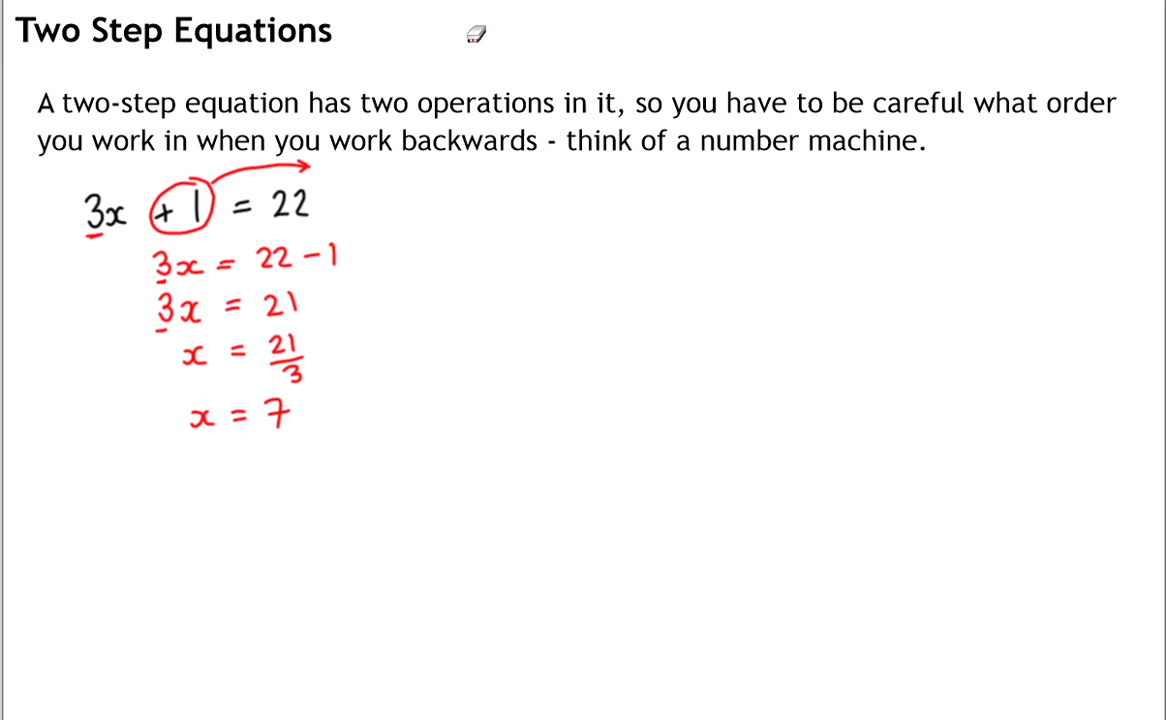 Two Step Equations
A two-step equation has two operations in it, so you have to be careful what order
you work in when you work backwards - think of a number machine.
3x + 1 = 22
3x = 22 - 1
3x = 21
x = 21/3
x = 7